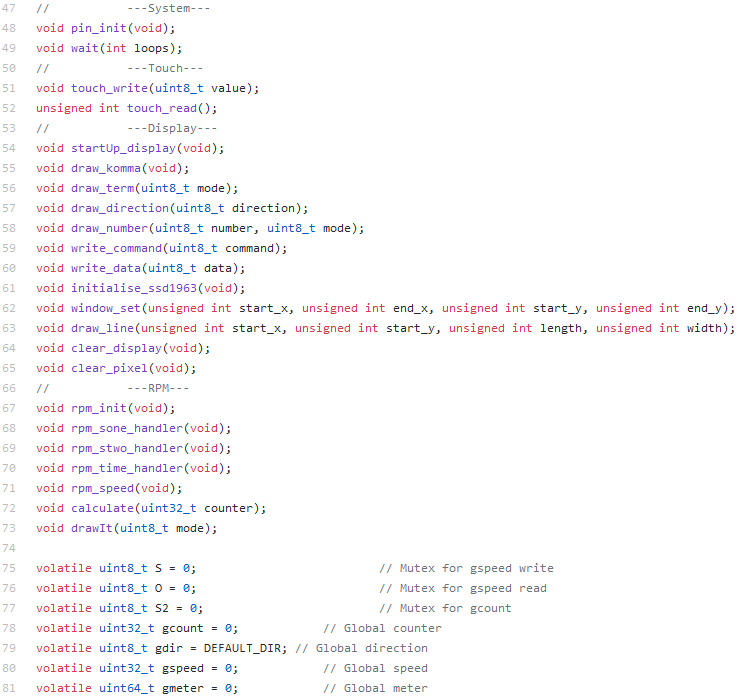 47 //           ---System---
48 void pin_init(void);
49 void wait(int loops);
50 //           ---Touch---
51 void touch_write(uint8_t value);
52 unsigned int touch_read();
53 //           ---Display---
54 void startUp_display(void);
55 void draw_komma(void);
56 void draw_term(uint8_t mode);
57 void draw_direction(uint8_t direction);
58 void draw_number(uint8_t number, uint8_t mode);
59 void write_command(uint8_t command);
60 void write_data(uint8_t data);
61 void initialise_ssd1963(void);
62 void window_set(unsigned int start_x, unsigned int end_x, unsigned int start_y, unsigned int end_y);
63 void draw_line(unsigned int start_x, unsigned int start_y, unsigned int length, unsigned int width);
64 void clear_display(void);
65 void clear_pixel(void);
66 //           ---RPM---
67 void rpm_init(void);
68 void rpm_sone_handler(void);
69 void rpm_stwo_handler(void);
70 void rpm_time_handler(void);
71 void rpm_speed(void);
72 void calculate(uint32_t counter);
73 void drawIt(uint8_t mode);
74
75 volatile uint8_t S = 0;                          // Mutex for gspeed write
76 volatile uint8_t O = 0;                          // Mutex for gspeed read
77 volatile uint8_t S2 = 0;                         // Mutex for gcount
78 volatile uint32_t gcount = 0;            // Global counter
79 volatile uint8_t gdir = DEFAULT_DIR; // Global direction
80 volatile uint32_t gspeed = 0;            // Global speed
81 volatile uint64_t gmeter = 0;            // Global meter